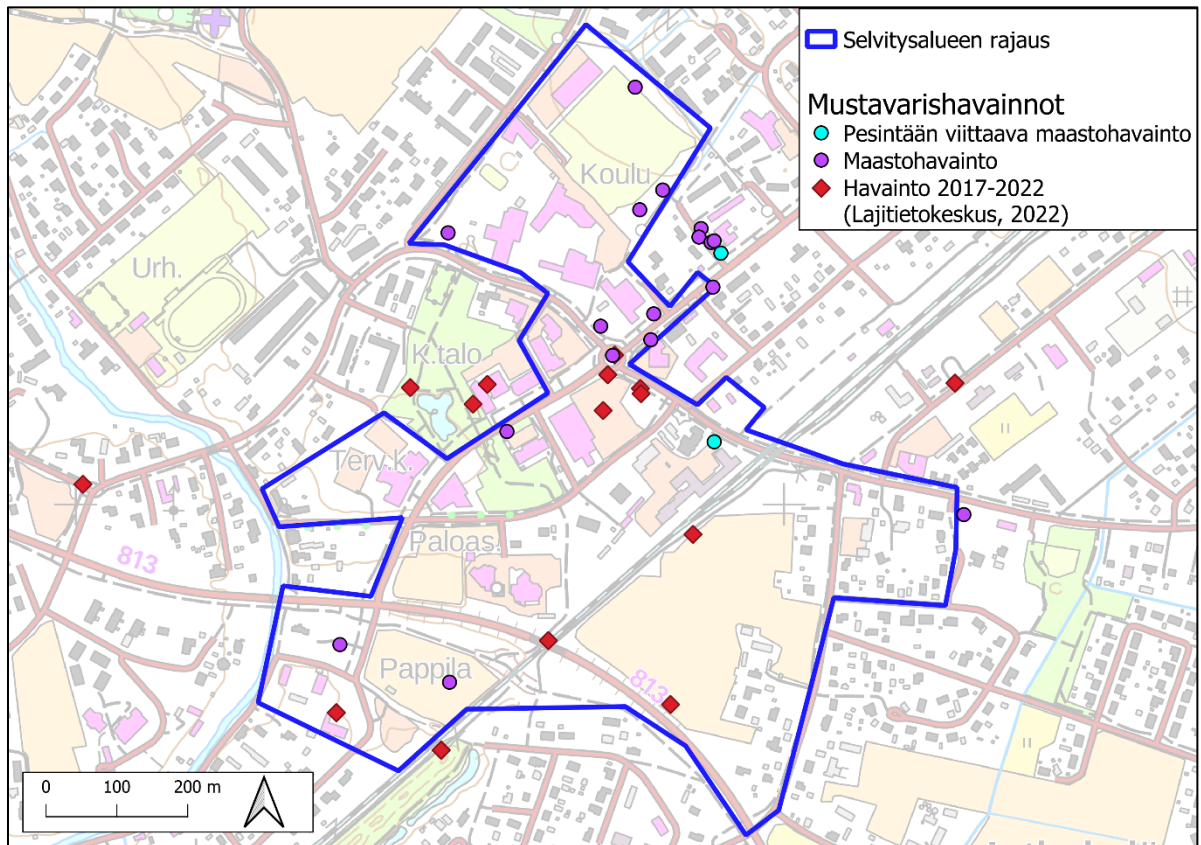 Selvitysalueen rajaus
Mustavarishavainnot
Pesintään viittaava maastohavainto
Maastohavainto
Havainto 2017-2022
(Lajitietokeskus, 2022)
Koulu
Urh.
K.talo
Terv.k.
Paloas.
813
Pappila
813
0 100 200 m